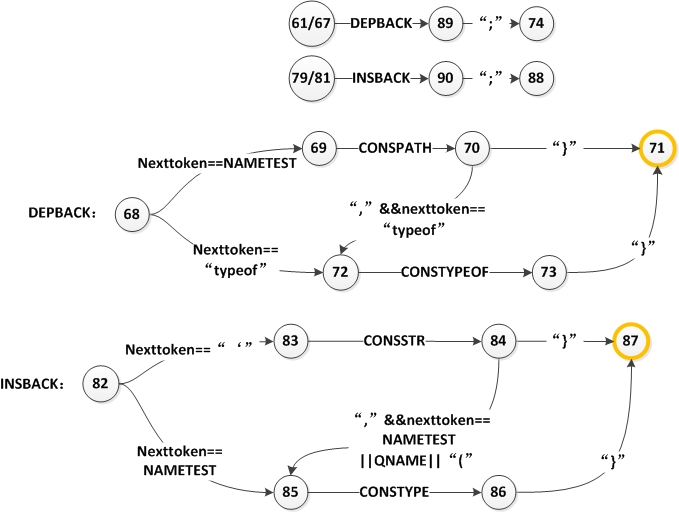 61/67 DEPBACK 89 “;” 74
79/81 INSBACK 90 “;” 88
69 CONSPATH 70 “}” 71
Nexttoken==NAMETEST
DEPBACK： 68
“,” &&nexttoken==
“typeof”
Nexttoken==
“typeof”
72 CONSTYPEOF 73
“}”
83 CONSSTR 84 “}” 87
Nexttoken== “ ‘”
INSBACK： 82
“,” &&nexttoken==
NAMETEST
||QNAME|| “(”
Nexttoken==
NAMETEST
“}”
85 CONSTYPE 86